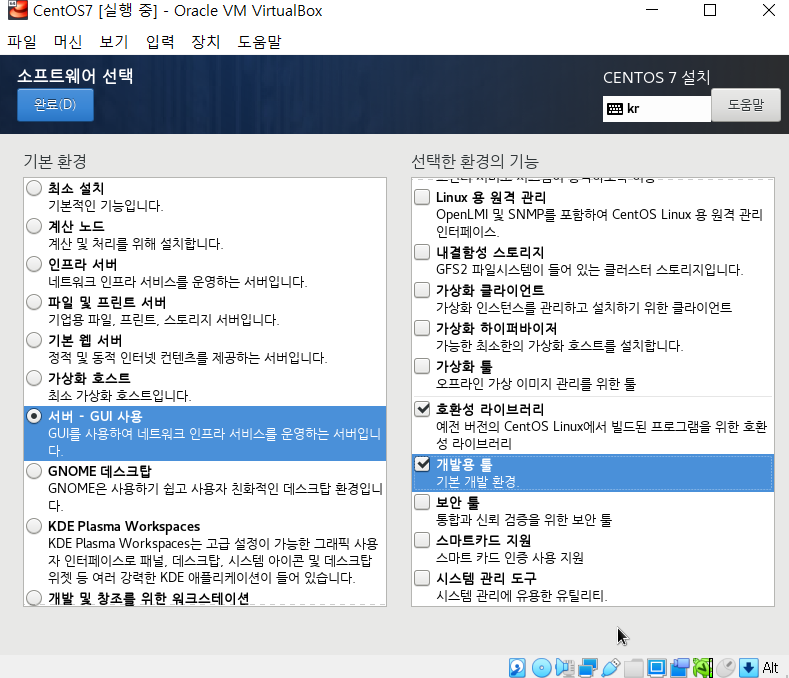 CentOS7 [실행 중] - Oracle VM VirtualBox
파일 머신 보기 입력 장치 도움말
소프트웨어 선택
완료(D)
CENTOS 7 설치
kr
도움말
기본 환경
최소 설치
기본적인 기능입니다.
계산 노드
계산 및 처리를 위해 설치합니다.
인프라 서버
네트워크 인프라 서비스를 운영하는 서버입니다.
파일 및 프린트 서버
기업용 파일, 프린트, 스토리지 서버입니다.
기본 웹 서버
정적 및 동적 인터넷 컨텐츠를 제공하는 서버입니다.
가상화 호스트
최소 가상화 호스트입니다.
서버 - GUI 사용
GUI를 사용하여 네트워크 인프라 서비스를 운영하는 서버입니
다.
GNOME 데스크탑
GNOME은 사용하기 쉽고 사용자 친화적인 데스크탑 환경입니
다.
KDE Plasma Workspaces
KDE Plasma Workspaces는 고급 설정이 가능한 그래픽 사용
자 인터페이스로 패널, 데스크탑, 시스템 아이콘 및 데스크탑
위젯 등 여러 강력한 KDE 애플리케이션이 들어 있습니다.
개발 및 창조를 위한 워크스테이션
선택한 환경의 기능
Linux 용 원격 관리
OpenLMI 및 SNMP를 포함하여 CentOS Linux 용 원격 관리
인터페이스.
내결함성 스토리지
GFS2 파일시스템이 들어 있는 클러스터 스토리지입니다.
가상화 클라이언트
가상화 인스턴스를 관리하고 설치하기 위한 클라이언트
가상화 하이퍼바이저
가능한 최소한의 가상화 호스트를 설치합니다.
가상화 툴
오프라인 가상 이미지 관리를 위한 툴
호환성 라이브러리
예전 버전의 CentOS Linux에서 빌드된 프로그램을 위한 호환
성 라이브러리
개발용 툴
기본 개발 환경.
보안 툴
통합과 신뢰 검증을 위한 보안 툴
스마트카드 지원
스마트 카드 인증 사용 지원
시스템 관리 도구
시스템 관리에 유용한 유틸리티.
Alt